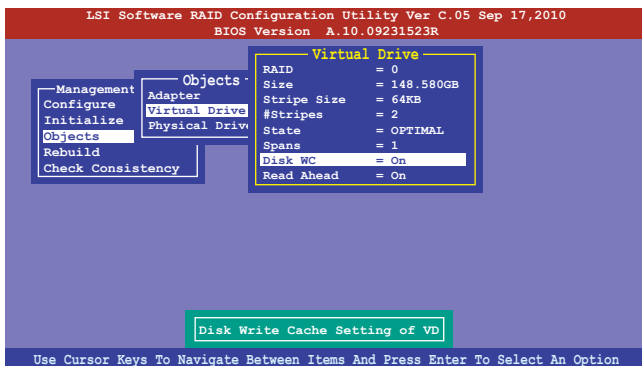 LSI Software RAID Configuration Utility Ver C.05 Sep 17,2010
BIOS Version A.10.09231523R
Management
Configure
Initialize
Objects
Rebuild
Check Consistency
Objects
Adapter
Virtual Drive
Physical Drive
Virtual Drive
RAID = 0
Size = 148.580GB
Stripe Size = 64KB
#Stripes = 2
State = OPTIMAL
Spans = 1
Disk WC = On
Read Ahead = On
Disk Write Cache Setting of VD
Use Cursor Keys To Navigate Between Items And Press Enter To Select An Option